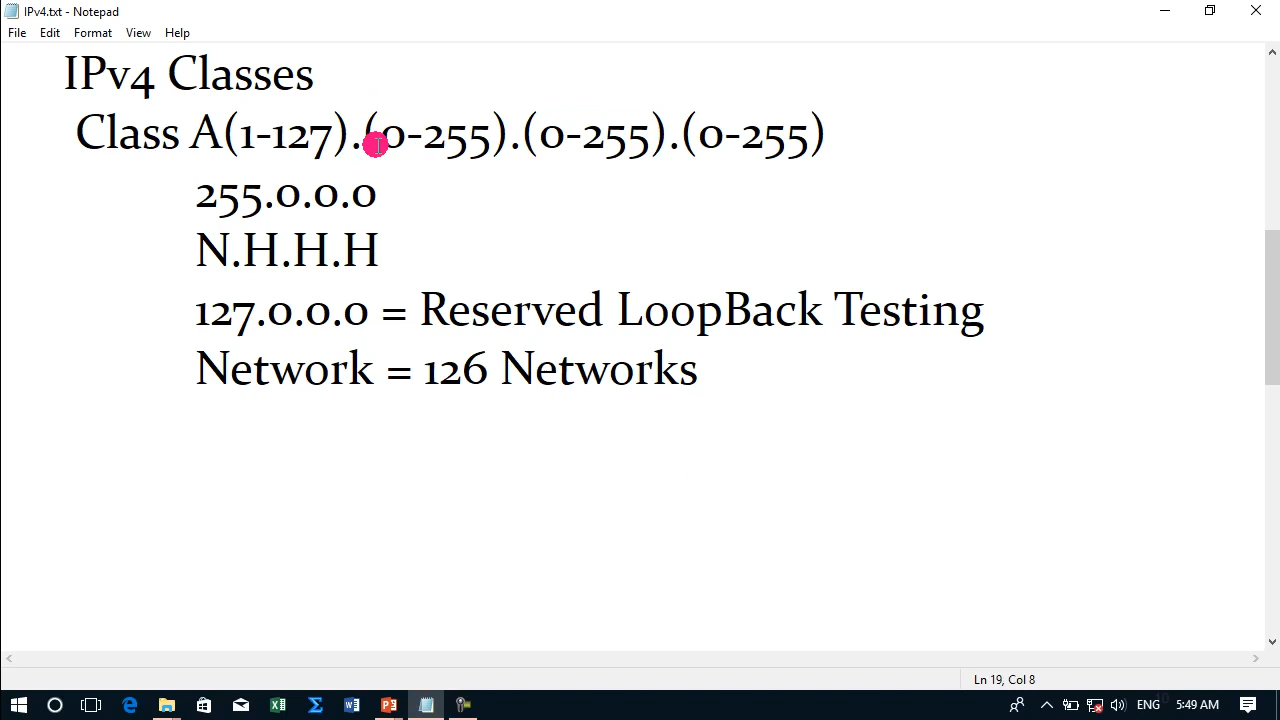 IPv4.txt - Notepad
File Edit Format View Help
IPv4 Classes
Class A(1-127).(0-255).(0-255).(0-255)
255.0.0.0
N.H.H.H
127.0.0.0 = Reserved LoopBack Testing
Network = 126 Networks
Ln 19, Col 8
ENG 5:49 AM